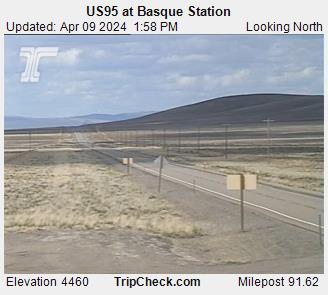 US95 at Basque Station
Updated: Apr 09 2024 1:58 PM Looking North
Elevation 4460 TripCheck.com Milepost 91.62